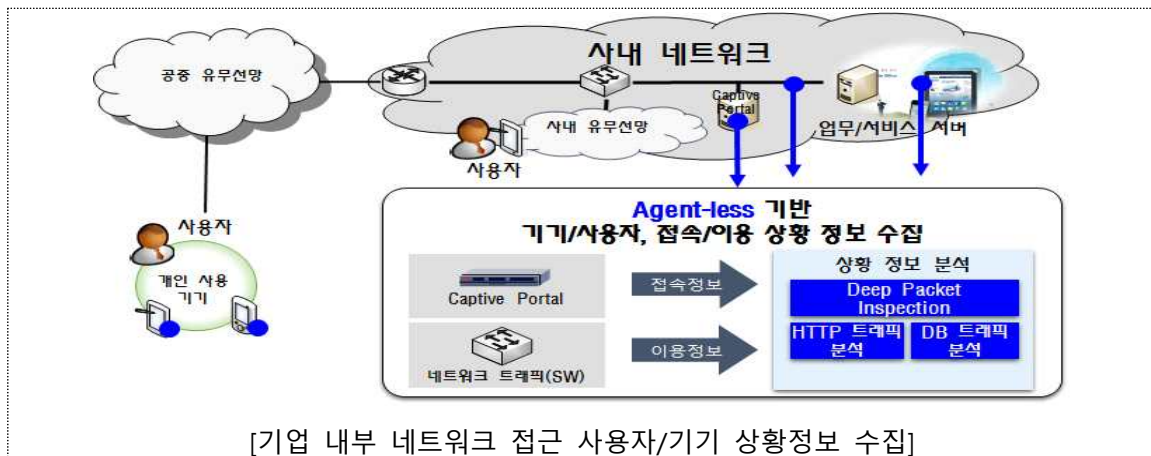 사내 네트워크
공중 유무선망
Captive
Portal
사내 유무선망
업무/서비스 서버
사용자
사용자
개인 사용
기기
Agent-less 기반
기기/사용자, 접속/이용 상황 정보 수집
Captive Portal
접속정보
네트워크 트래픽(SW)
이용정보
상황 정보 분석
Deep Packet
Inspection
HTTP 트래픽
분석
DB 트래픽
분석
[기업 내부 네트워크 접근 사용자/기기 상황정보 수집]